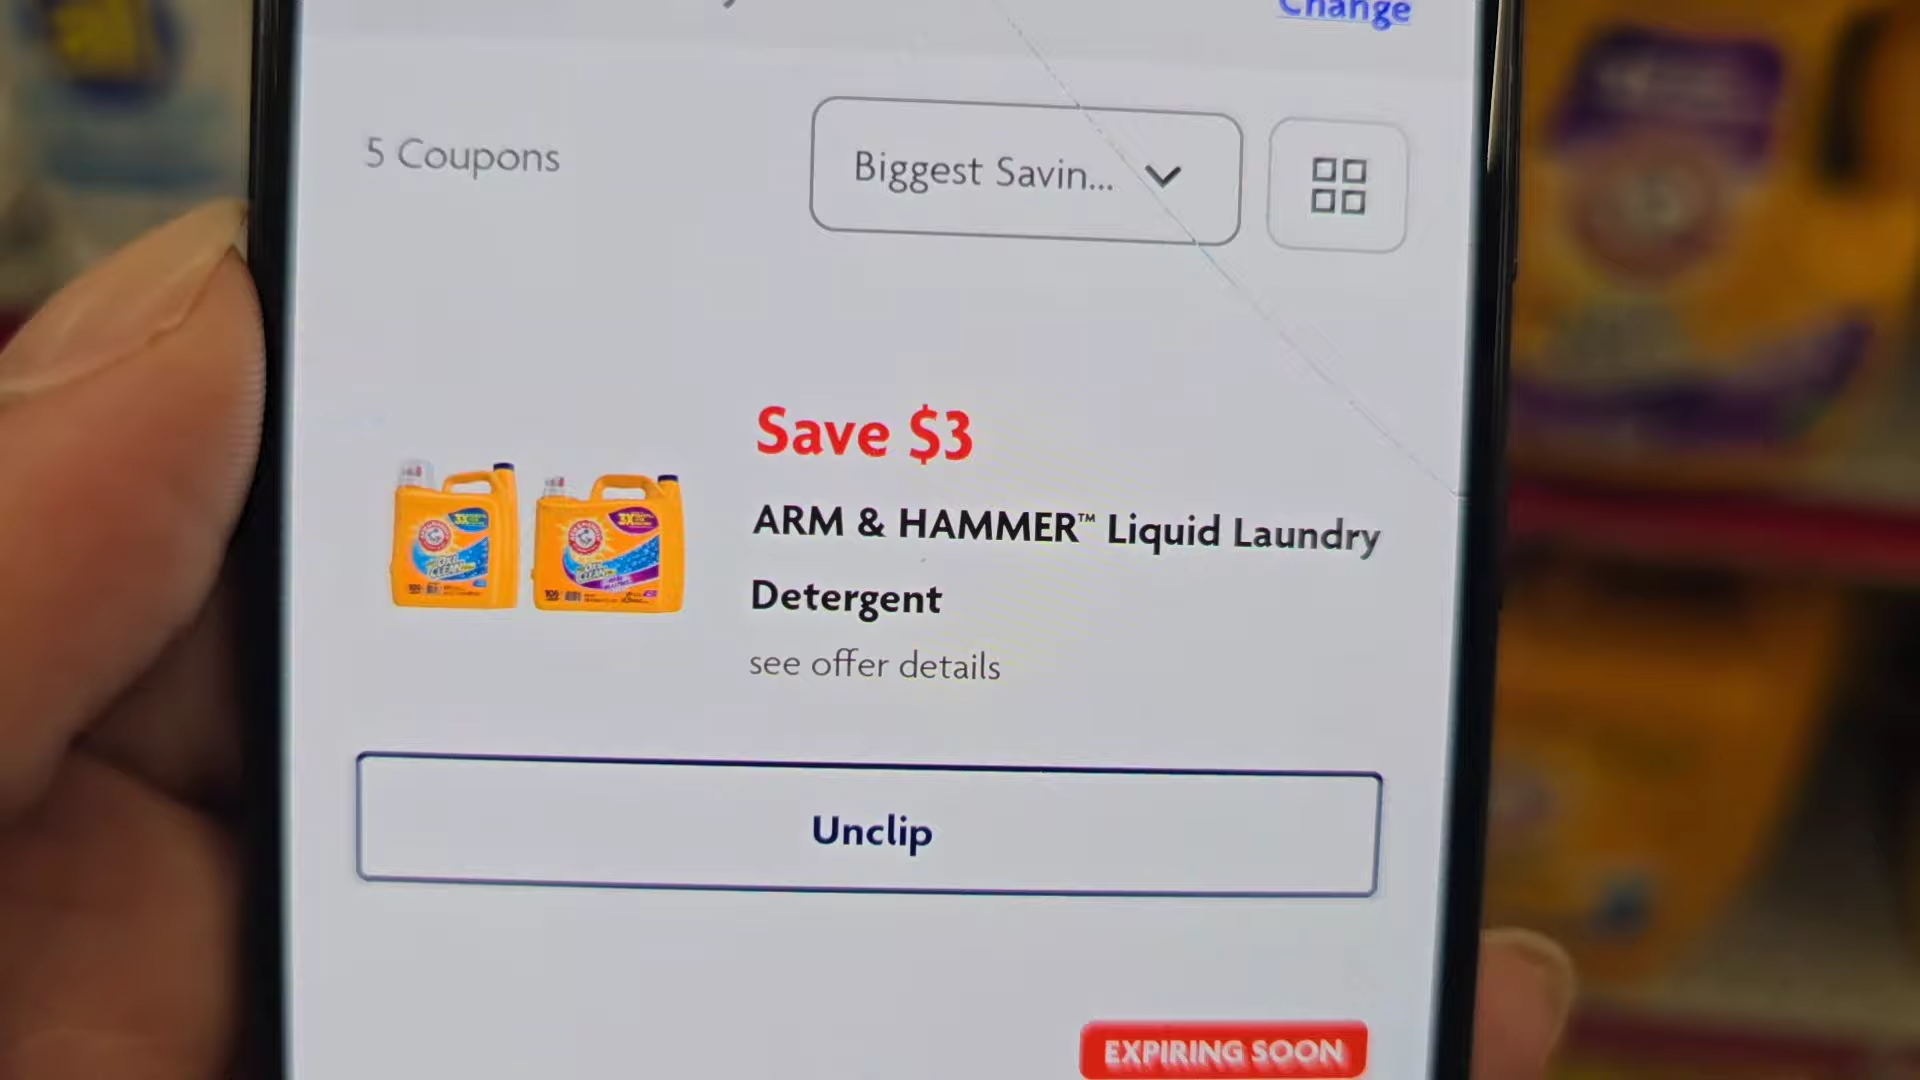 Change
5 Coupons
Biggest Savin...
Save $3
ARM & HAMMER™ Liquid Laundry
Detergent
see offer details
Unclip
EXPIRING SOON